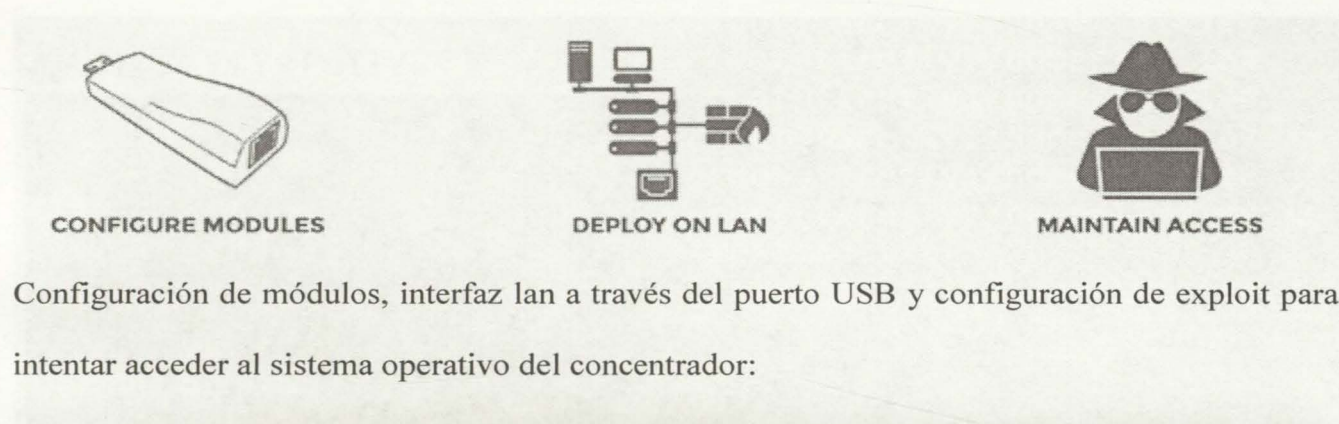 CONFIGURE MODULES
DEPLOY ON LAN
MAINTAIN ACCESS
Configuración de módulos, interfaz lan a través del puerto USB y configuración de exploit para
intentar acceder al sistema operativo del concentrador: